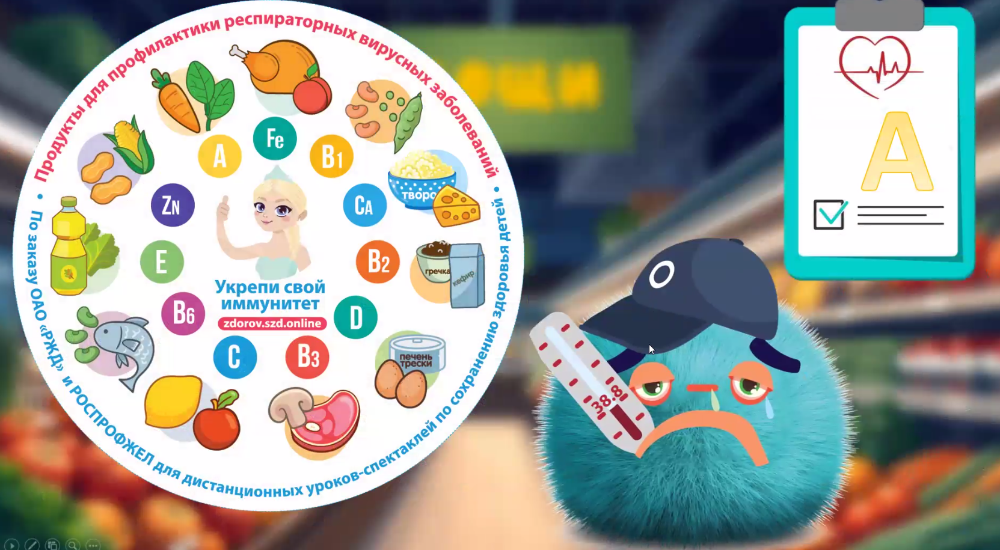 Продукты для профилактики респираторных вирусных заболеваний
Fe
A
B1
Zn
Ca
творо
E
B2
гречка
кефир
Укрепи свой
иммунитет
zdorov.szd.online
B6
D
C
B3
печень
трески
• По заказу ОАО «РЖД» и РОСПРОФЖЕЛ для дистанционных уроков-спектаклей по сохранению здоровья детей •
ощи
A
O
38.8